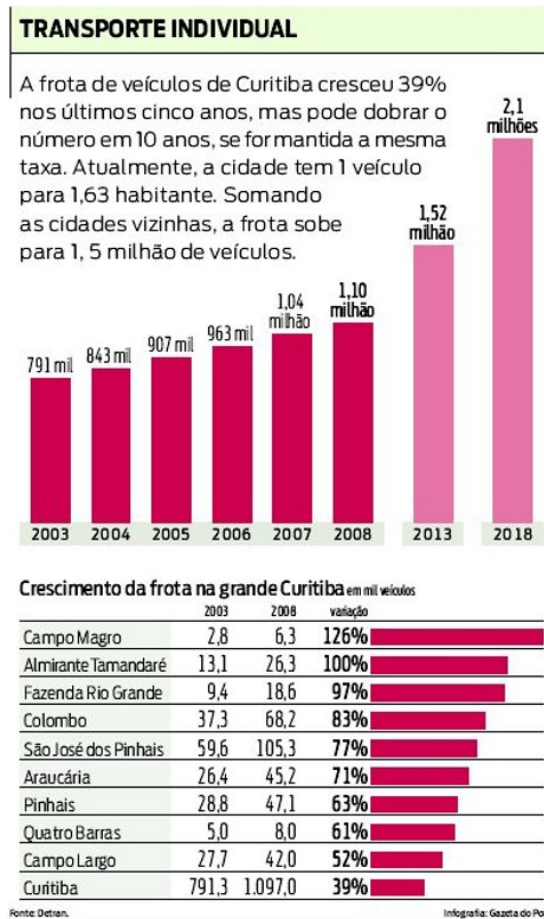 TRANSPORTE INDIVIDUAL
A frota de veículos de Curitiba cresceu 39%
nos últimos cinco anos, mas pode dobrar o
número em 10 anos, se for mantida a mesma
taxa. Atualmente, a cidade tem 1 veículo
para 1,63 habitante. Somando
as cidades vizinhas, a frota sobe
para 1, 5 milhão de veículos.
791 mil
843 mil
907 mil
963 mil
1,04
milhão
1,10
milhão
1,52
milhão
2,1
milhões
2003 2004 2005 2006 2007 2008 2013 2018
Crescimento da frota na grande Curitiba em mil veículos
2003 2008 variação
Campo Magro 2,8 6,3 126%
Almirante Tamandaré 13,1 26,3 100%
Fazenda Rio Grande 9,4 18,6 97%
Colombo 37,3 68,2 83%
São José dos Pinhais 59,6 105,3 77%
Araucária 26,4 45,2 71%
Pinhais 28,8 47,1 63%
Quatro Barras 5,0 8,0 61%
Campo Largo 27,7 42,0 52%
Curitiba 791,3 1.097,0 39%
Fonte: Detran. Infografia: Gazeta do Po